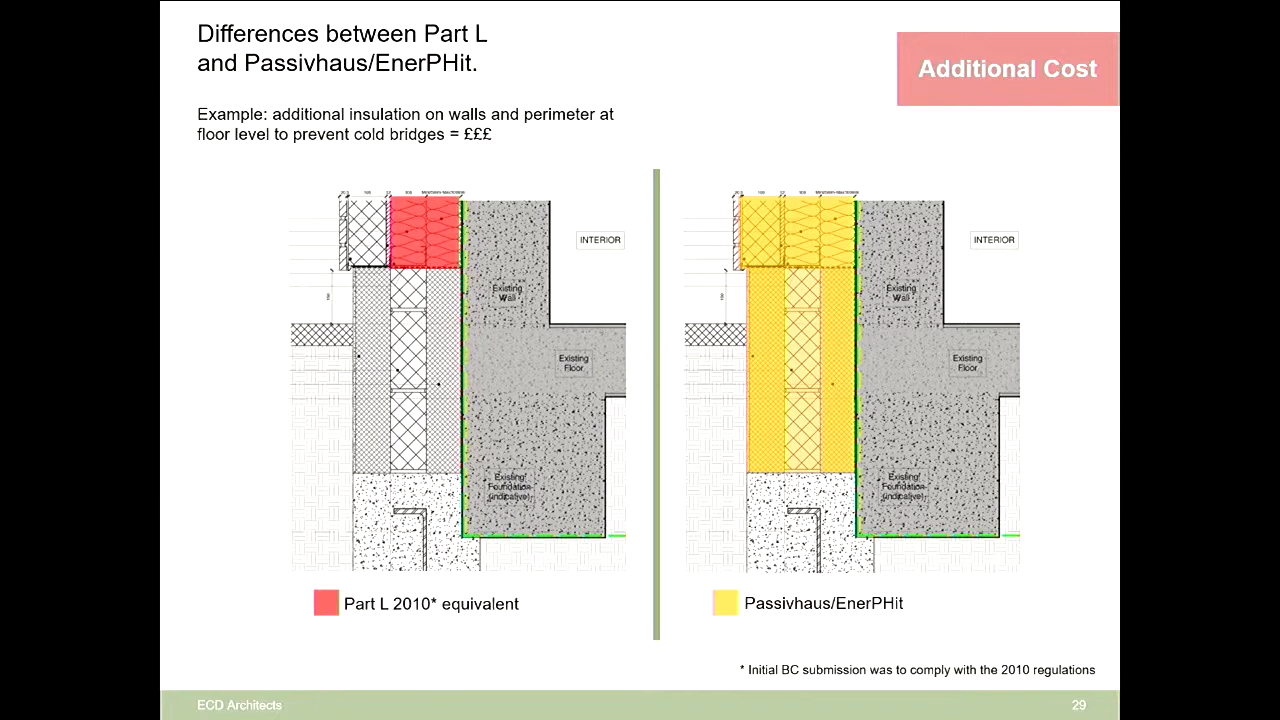 Differences between Part L
and Passivhaus/EnerPHit.
Additional Cost
Example: additional insulation on walls and perimeter at
floor level to prevent cold bridges = £££
INTERIOR
Existing
Wall
Existing
Floor
Existing
Foundation
(indicative)
INTERIOR
Existing
Wall
Existing
Floor
Existing
Foundation
(indicative)
Part L 2010* equivalent
Passivhaus/EnerPHit
* Initial BC submission was to comply with the 2010 regulations
ECD Architects
29